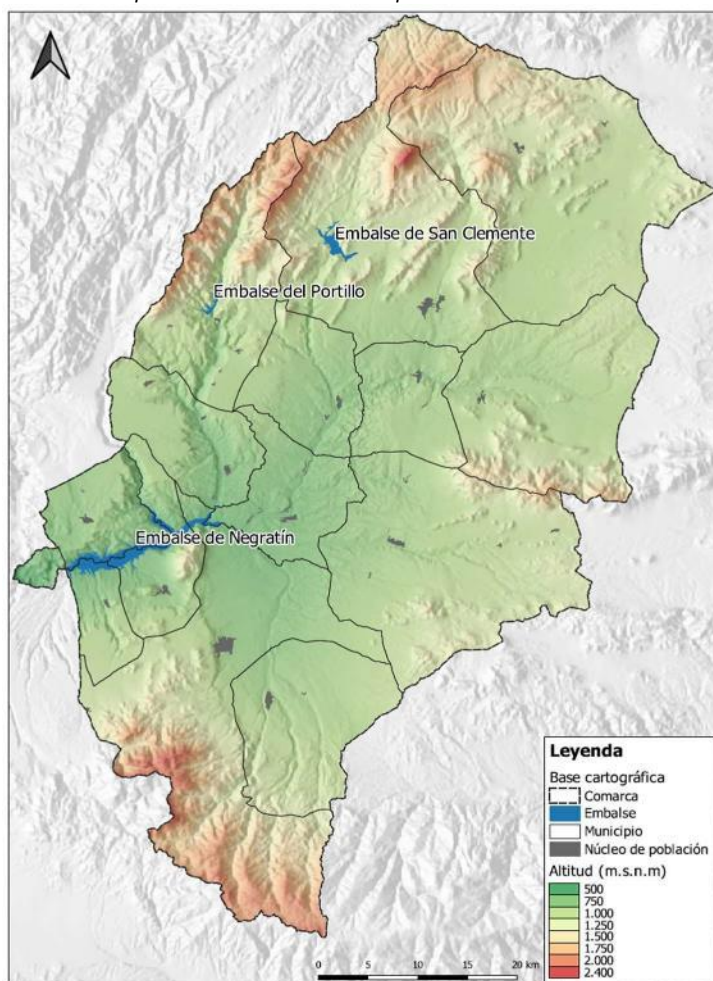 Embalse de San Clemente
Embalse del Portillo
Embalse de Negratín
Leyenda
Base cartográfica
Comarca
Embalse
Municipio
Núcleo de población
Altitud (m.s.n.m)
500
750
1.000
1.250
1.500
1.750
2.000
2.400
0 5 10 15 20 km